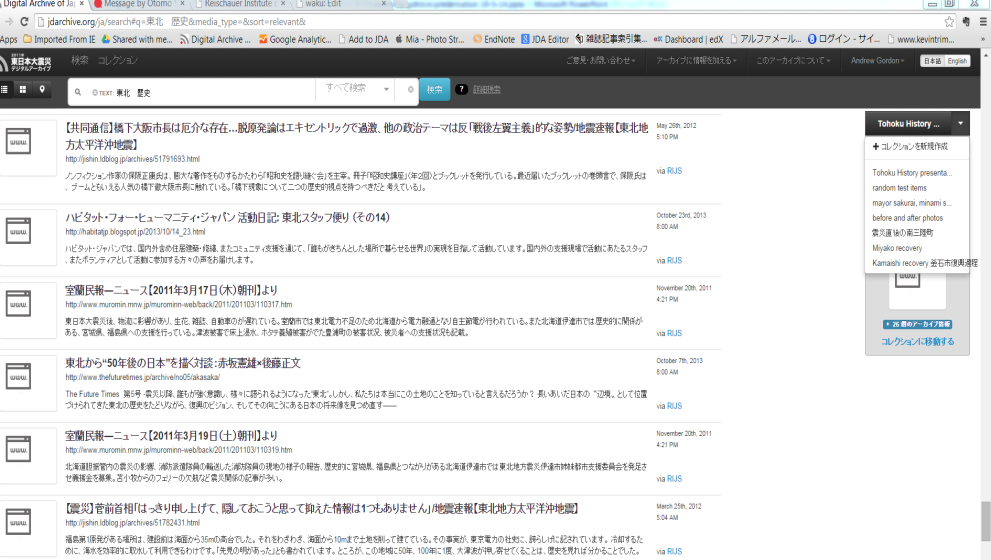 Digital Archive of Ja
Message by Otomo
Reischauer Institute
waku: Edit
jdarchive.org/ja/search#q=東北 歴史&media_type=&sort=relevant&
Apps Imported From IE Shared with me... Digital Archive ... Google Analytic... Add to JDA Mia - Photo Str... EndNote JDA Editor 雑誌記事索引集... Dashboard | edX アルファメール... ログイン - サイ... www.kevintrim...
東日本大震災
デジタルアーカイブ
検索 コレクション
ご意見・お問い合わせ アーカイブに情報を加える このアーカイブについて Andrew Gordon 日本語 English
TEXT: 東北 歴史 すべて検索 検索 ? 詳細検索
【共同通信】橋下大阪市長は厄介な存在…脱原発論はエキセントリックで過激、他の政治テーマは反「戦後左翼主義」的な姿勢/地震速報【東北地
方太平洋沖地震】
http://jishin.ldblog.jp/archives/51791693.html
ノンフィクション作家の保阪正康氏は、膨大な著作をものするかたわら「昭和史を語り継ぐ会」を主宰。冊子「昭和史講座」(年2回)とブックレットを発行している。最近届いたブックレットの巻頭言で、保阪氏は
、ブームともいえる人気の橋下徹大阪市長に触れている。「橋下現象について二つの歴史的視点を持つべきだと考えている」。
May 26th, 2012
5:10 PM
via RIJS
ハビタット・フォー・ヒューマニティ・ジャパン 活動日記: 東北スタッフ便り (その14)
http://habitatjp.blogspot.jp/2013/10/14_23.html
ハビタット・ジャパンでは、国内外含め住居建築・修繕、またコミュニティ支援を通じて、「誰もがきちんとした場所で暮らせる世界」の実現を目指して活動しています。国内外の支援現場で活動にあたるスタッフ
、またボランティアとして活動に参加する方々の声をお届けします。
October 23rd, 2013
8:00 AM
via RIJS
室蘭民報―ニュース【2011年3月17日(木)朝刊】より
http://www.muromin.mnw.jp/murominn-web/back/2011/201103/110317.htm
東日本大震災後、物流に影響があり、生花、雑誌、自動車のが遅れている。室蘭市では東北電力不足のため北海道から電力融通となり自主節電が行われている。また北海道伊達市では歴史的に関係が
ある、宮城県、福島県への支援を行っている。津波被害で床上浸水、ホタテ養殖被害がでた豊浦町の被害状況、被災者への支援状況も記載。
November 20th, 2011
4:21 PM
via RIJS
東北から“50年後の日本”を描く対談:赤坂憲雄×後藤正文
http://www.thefuturetimes.jp/archive/no05/akasaka/
The Future Times 第5号 -震災以降、誰もが強く意識し、様々に語られるようになった“東北”。しかし、私たちは本当にこの土地のことを知っていると言えるだろうか? 長いあいだ日本の “辺境„ として位置
づけられてきた東北の歴史をたどりながら、復興のビジョン、そしてその向こうにある日本の将来像を見つめ直す――
October 7th, 2013
8:00 AM
via RIJS
室蘭民報―ニュース【2011年3月19日(土)朝刊】より
http://www.muromin.mnw.jp/murominn-web/back/2011/201103/110319.htm
北海道胆振管内の震災の影響、消防派遣隊員の輸送した消防隊員の現地の様子の報告、歴史的に宮城県、福島県とつながりがある北海道伊達市では東北地方震災伊達市姉妹都市支援委員会を発足さ
せ義援金を募集。苫小牧からのフェリーの欠航など震災関係の記事が多い。
November 20th, 2011
4:21 PM
via RIJS
【震災】菅前首相「はっきり申し上げて、隠しておこうと思って抑えた情報は1つもありません」/地震速報【東北地方太平洋沖地震】
http://jishin.ldblog.jp/archives/51782431.html
福島第1原発がある場所は、建設前は海面から35mの高台でした。それをわざわざ、海面から10mまで土地を削って建てている。その事実が、東京電力の社史に、誇らしげに書かれています。冷却するた
めに、海水を効率的に取水して利用できるわけです。「先見の明があった」とも書かれています。ところが、この地域に50年、100年に1度、大津波が押し寄せてくることは、歴史を見れば分かることでした。
March 25th, 2012
5:04 AM
via RIJS
Tohoku History ...
コレクションを新規作成
Tohoku History presenta...
random test items
mayor sakurai, minami s...
before and after photos
震災直後の南三陸町
Miyako recovery
Kamaishi recovery 釜石市復興過程
www.
+ 26 個のアーカイブ情報
コレクションに移動する